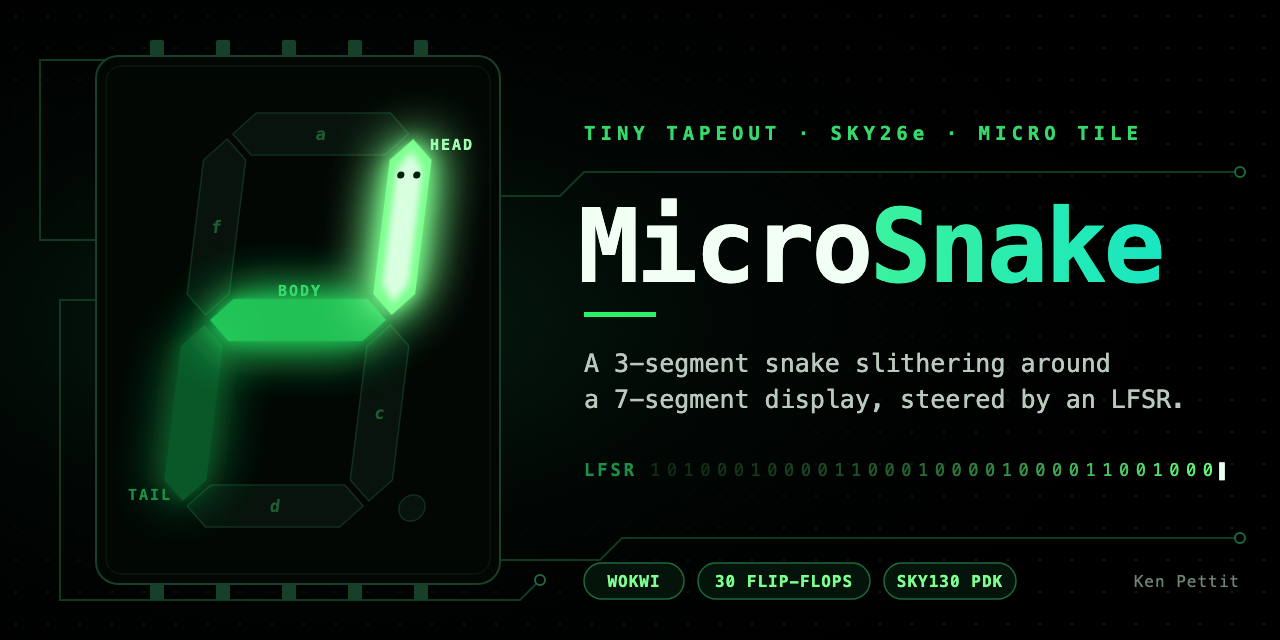 a
HEAD
f
BODY
c
TAIL
d
TINY TAPEOUT · SKY26e · MICRO TILE
MicroSnake
A 3-segment snake slithering around
a 7-segment display, steered by an LFSR.
LFSR 1010001000011000100001000011001000
WOKWI
30 FLIP-FLOPS
SKY130 PDK
Ken Pettit